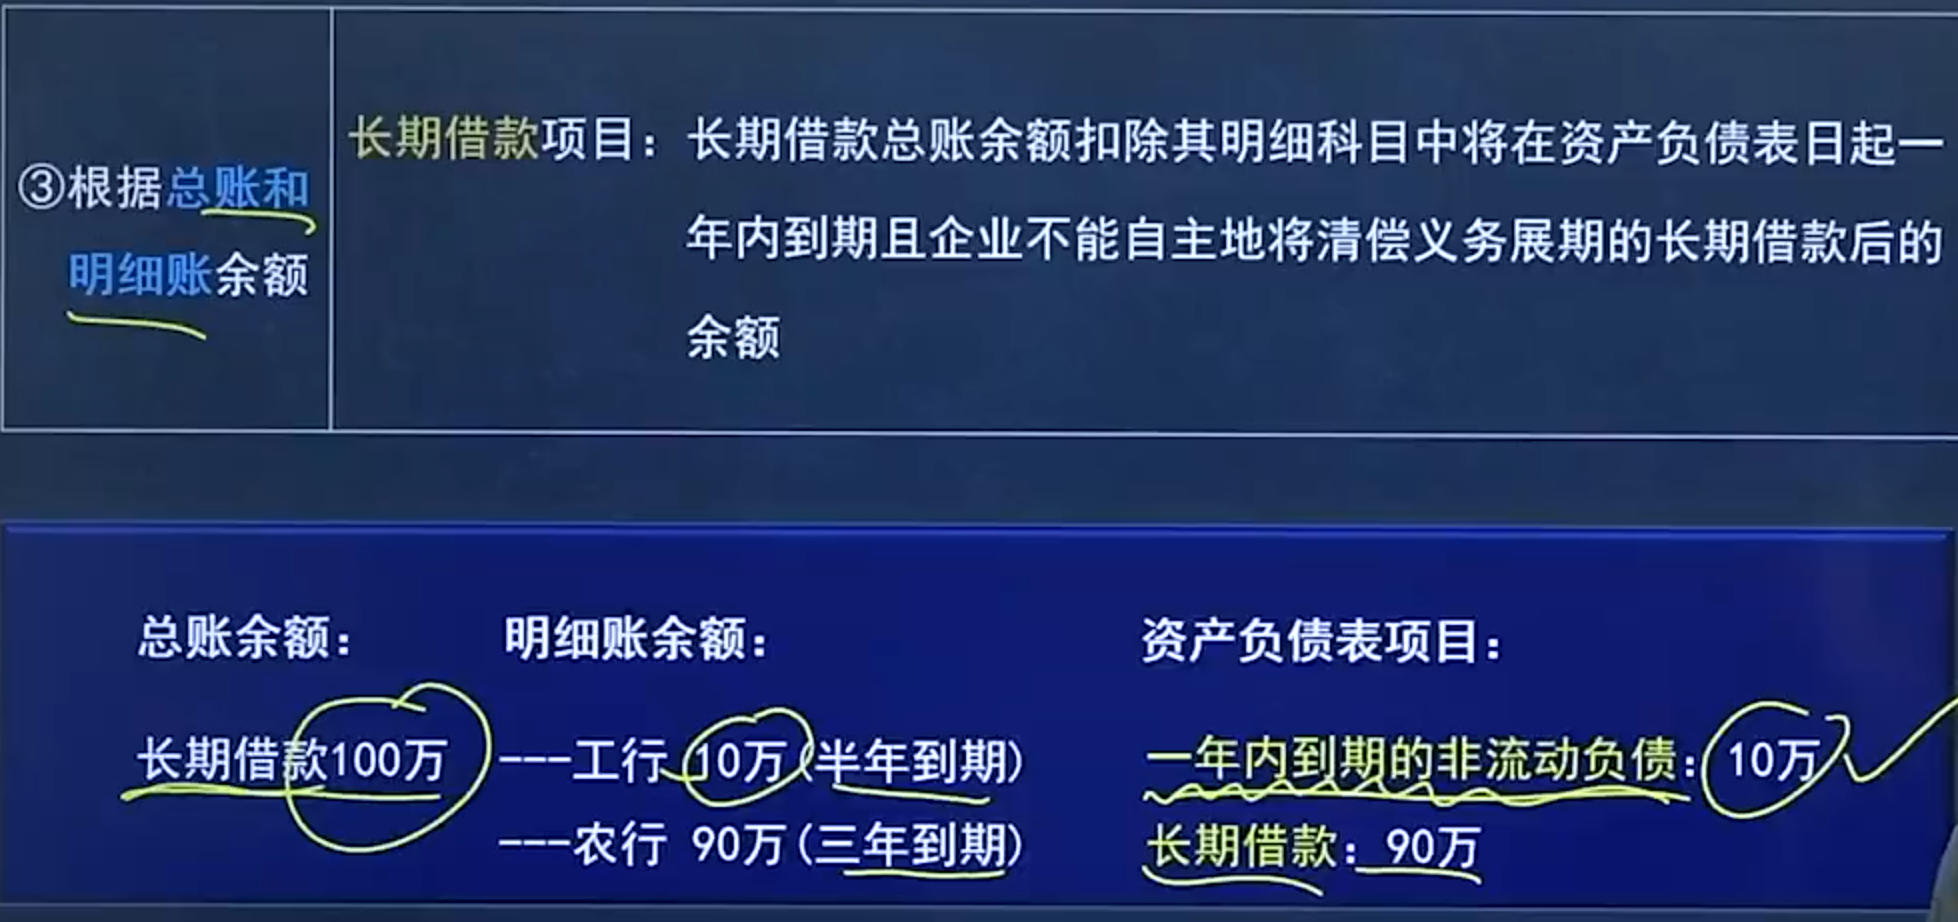 ③根据总账和
明细账余额
长期借款项目：长期借款总账余额扣除其明细科目中将在资产负债表日起一
年内到期且企业不能自主地将清偿义务展期的长期借款后的
余额
总账余额： 明细账余额： 资产负债表项目：
长期借款100万 ---工行 10万(半年到期) 一年内到期的非流动负债：10万
---农行 90万(三年到期) 长期借款：90万